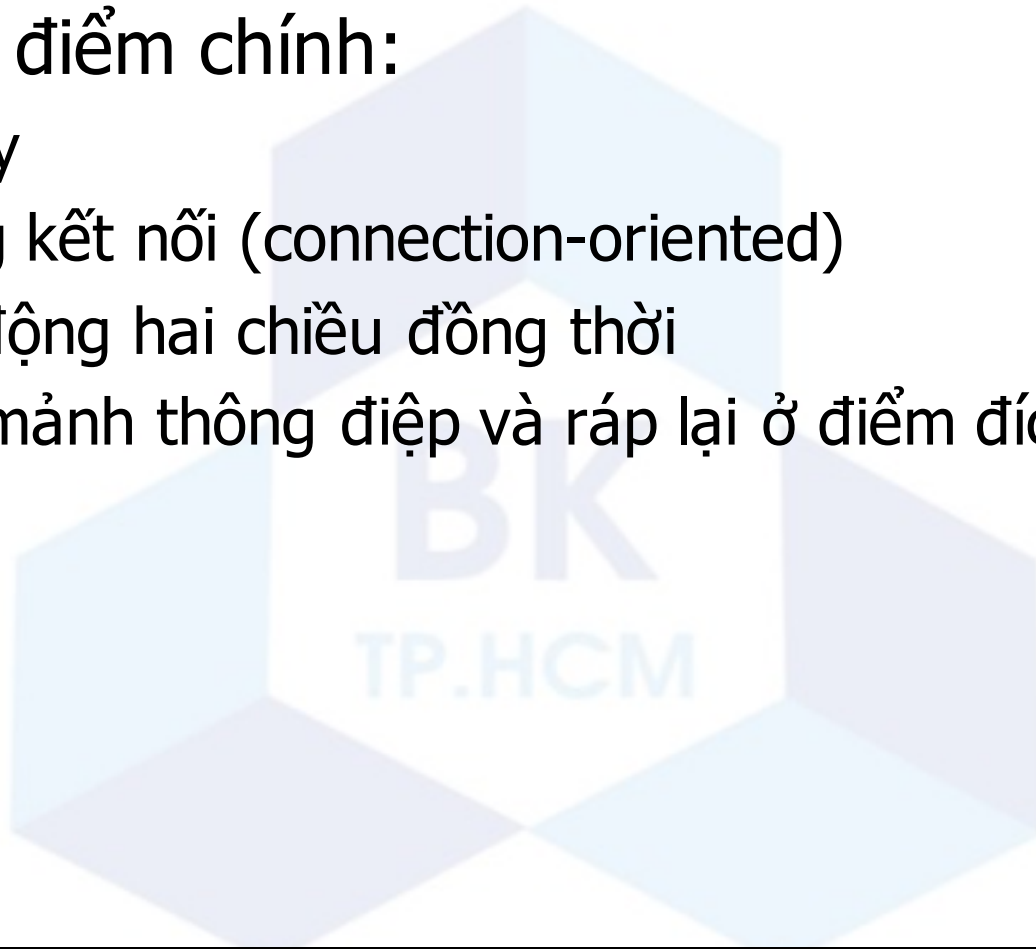 điểm chính:
y
kết nối (connection-oriented)
động hai chiều đồng thời
mảnh thông điệp và ráp lại ở điểm
BK
TP.HCM